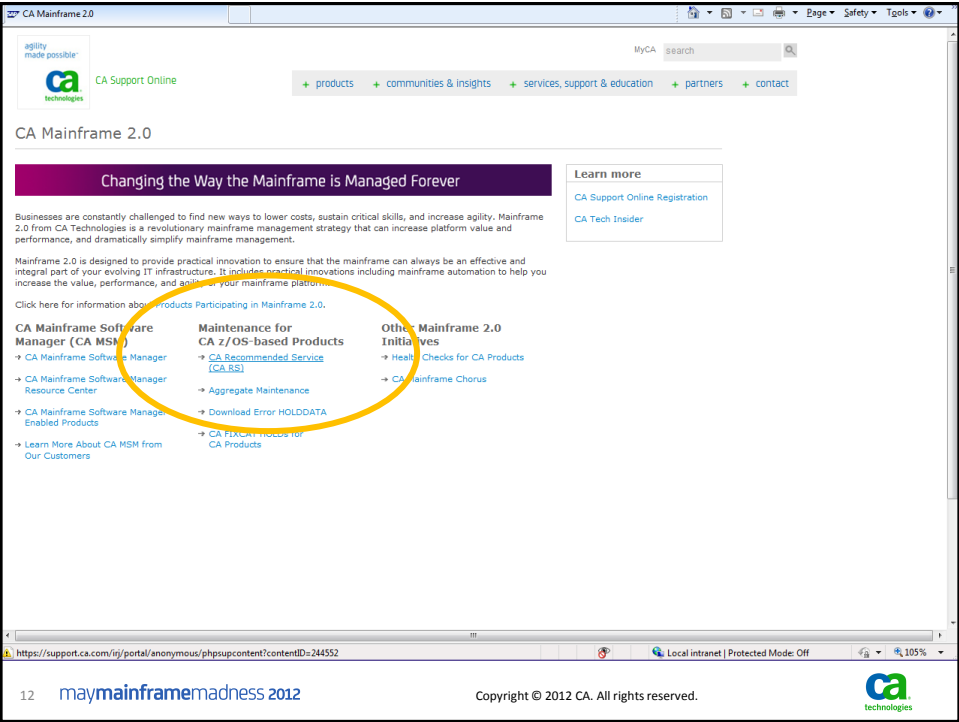 CA Mainframe 2.0
Page Safety Tools
agility
made possible™
ca
technologies
CA Support Online
MyCA search
+ products + communities & insights + services, support & education + partners + contact
CA Mainframe 2.0
Changing the Way the Mainframe is Managed Forever
Businesses are constantly challenged to find new ways to lower costs, sustain critical skills, and increase agility. Mainframe
2.0 from CA Technologies is a revolutionary mainframe management strategy that can increase platform value and
performance, and dramatically simplify mainframe management.
Mainframe 2.0 is designed to provide practical innovation to ensure that the mainframe can always be an effective and
integral part of your evolving IT infrastructure. It includes practical innovations including mainframe automation to help you
increase the value, performance, and agility of your mainframe platform.
Click here for information about Products Participating in Mainframe 2.0.
Learn more
CA Support Online Registration
CA Tech Insider
CA Mainframe Software
Manager (CA MSM)
→ CA Mainframe Software Manager
→ CA Mainframe Software Manager
Resource Center
→ CA Mainframe Software Manager
Enabled Products
→ Learn More About CA MSM from
Our Customers
Maintenance for
CA z/OS-based Products
→ CA Recommended Service
(CA RS)
→ Aggregate Maintenance
→ Download Error HOLDDATA
→ CA FIXCAT HOLDs for
CA Products
Other Mainframe 2.0
Initiatives
→ Health Checks for CA Products
→ CA Mainframe Chorus
https://support.ca.com/irj/portal/anonymous/phpsupcontent?contentID=244552
Local intranet | Protected Mode: Off
105%
12 maymainframemadness 2012
Copyright © 2012 CA. All rights reserved.
ca
technologies